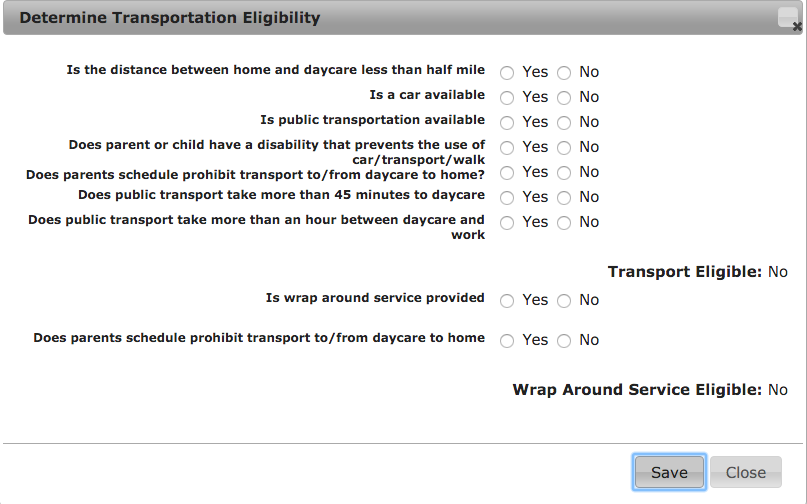 Determine Transportation Eligibility
Is the distance between home and daycare less than half mile Yes No
Is a car available Yes No
Is public transportation available Yes No
Does parent or child have a disability that prevents the use of Yes No
car/transport/walk
Does parents schedule prohibit transport to/from daycare to home? Yes No
Does public transport take more than 45 minutes to daycare Yes No
Does public transport take more than an hour between daycare and Yes No
work
Transport Eligible: No
Is wrap around service provided Yes No
Does parents schedule prohibit transport to/from daycare to home Yes No
Wrap Around Service Eligible: No
Save Close